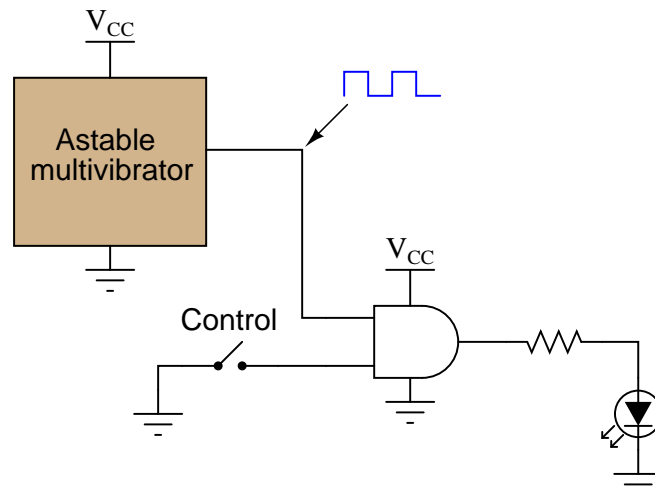 VCC
Astable
multivibrator
VCC
Control